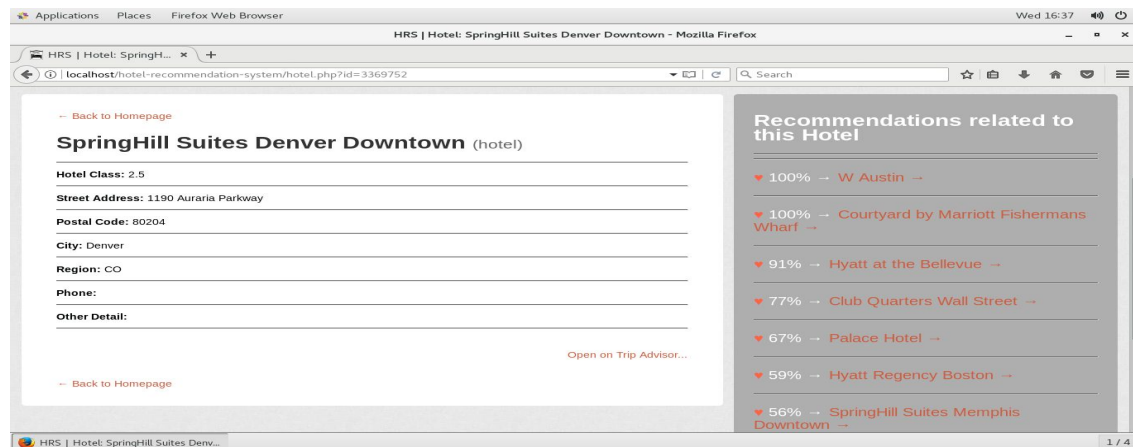 Applications Places Firefox Web Browser Wed 16:37
HRS | Hotel: SpringHill Suites Denver Downtown - Mozilla Firefox
HRS | Hotel: SpringH... × +
localhost/hotel-recommendation-system/hotel.php?id=3369752 Search
← Back to Homepage
SpringHill Suites Denver Downtown (hotel)
Hotel Class: 2.5
Street Address: 1190 Auraria Parkway
Postal Code: 80204
City: Denver
Region: CO
Phone:
Other Detail:
Open on Trip Advisor...
← Back to Homepage
Recommendations related to
this Hotel
♥ 100% → W Austin →
♥ 100% → Courtyard by Marriott Fishermans
Wharf →
♥ 91% → Hyatt at the Bellevue →
♥ 77% → Club Quarters Wall Street →
♥ 67% → Palace Hotel →
♥ 59% → Hyatt Regency Boston →
♥ 56% → SpringHill Suites Memphis
Downtown →
HRS | Hotel: SpringHill Suites Denv... 1 / 4